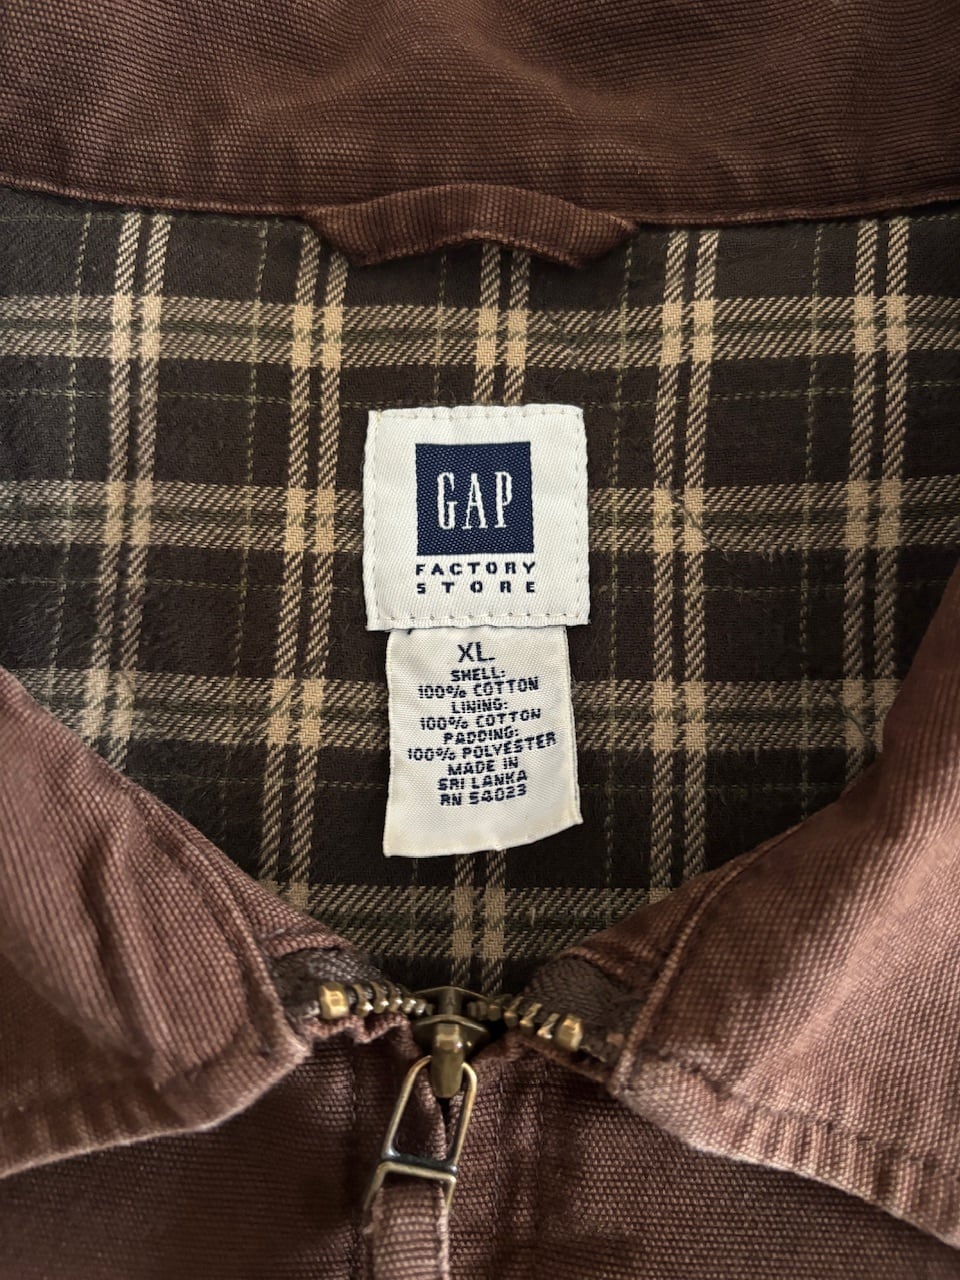 GAP
FACTORY
STORE
XL
SHELL:
100% COTTON
LINING:
100% COTTON
PADDING:
100% POLYESTER
MADE IN
SRI LANKA
RN 54023